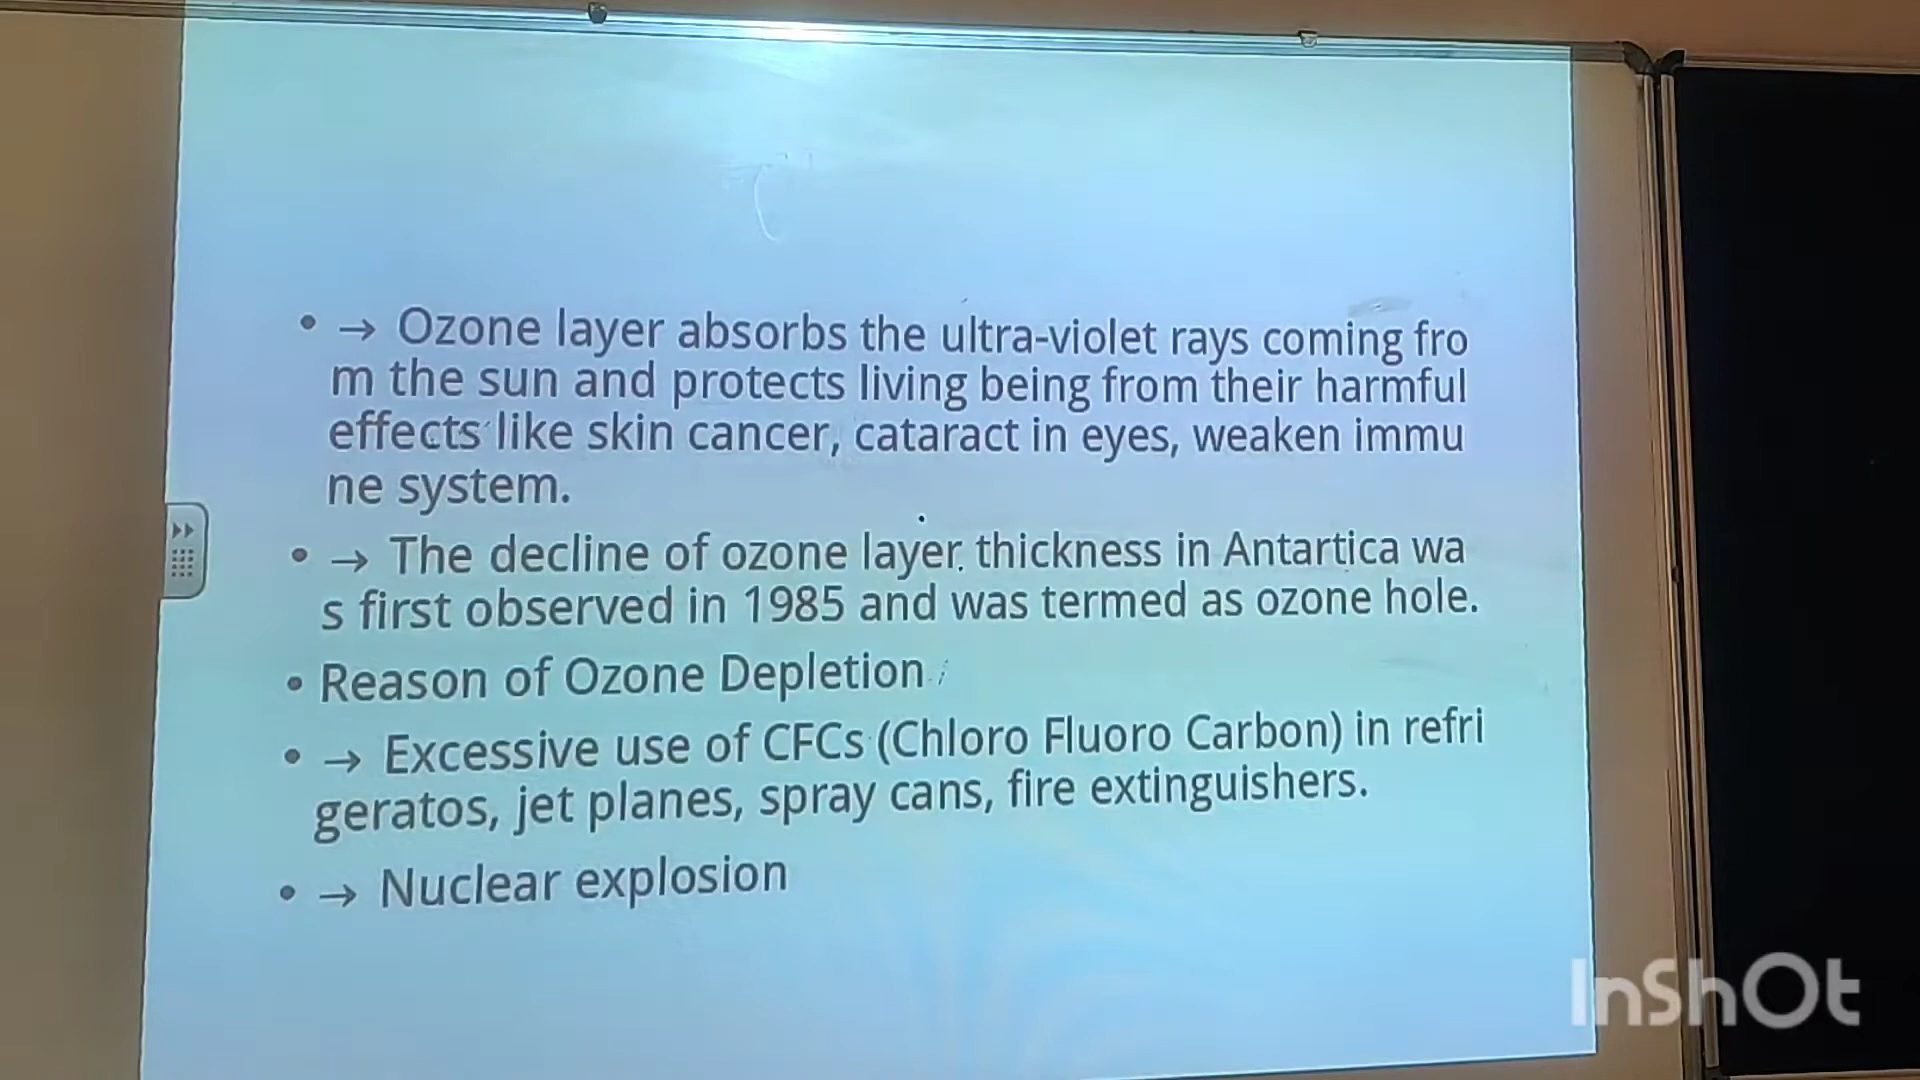 • → Ozone layer absorbs the ultra-violet rays coming fro
m the sun and protects living being from their harmful
effects like skin cancer, cataract in eyes, weaken immu
ne system.
• → The decline of ozone layer thickness in Antartica wa
s first observed in 1985 and was termed as ozone hole.
• Reason of Ozone Depletion
• → Excessive use of CFCs (Chloro Fluoro Carbon) in refri
geratos, jet planes, spray cans, fire extinguishers.
• → Nuclear explosion
InShOt